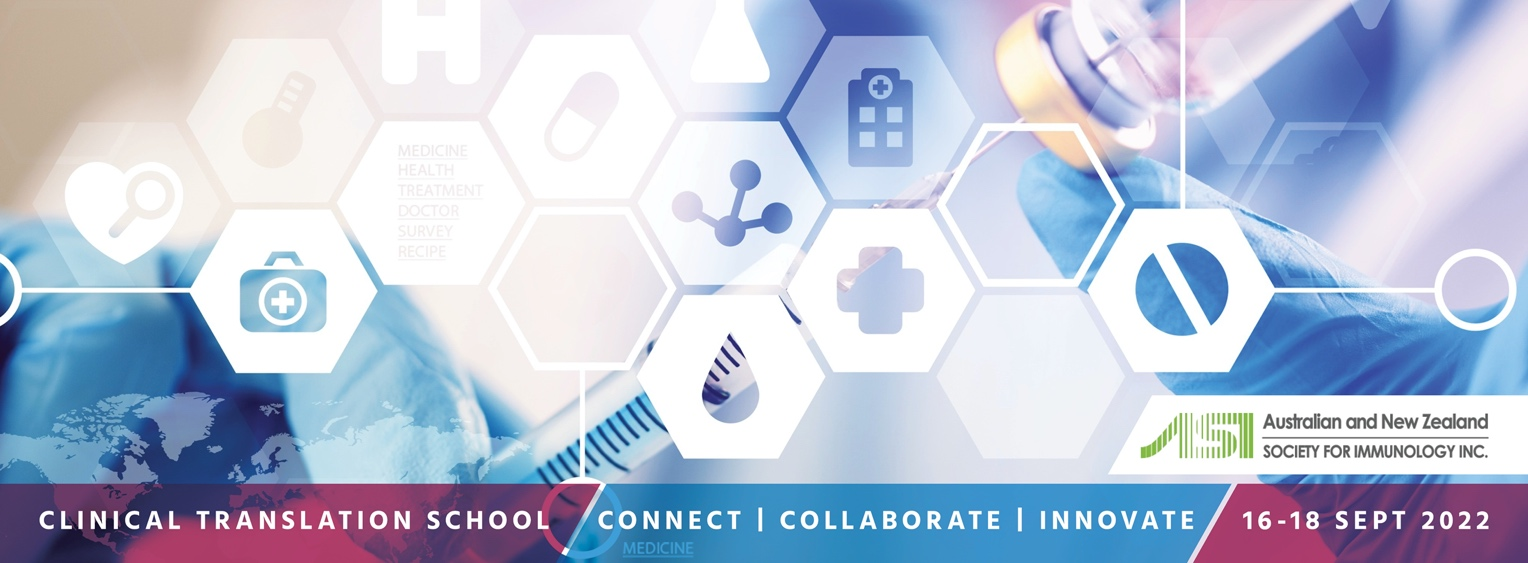 MEDICINE
HEALTH
TREATMENT
DOCTOR
SURVEY
RECIPE
ASI
Australian and New Zealand
SOCIETY FOR IMMUNOLOGY INC.
CLINICAL TRANSLATION SCHOOL
CONNECT | COLLABORATE | INNOVATE
16-18 SEPT 2022
MEDICINE